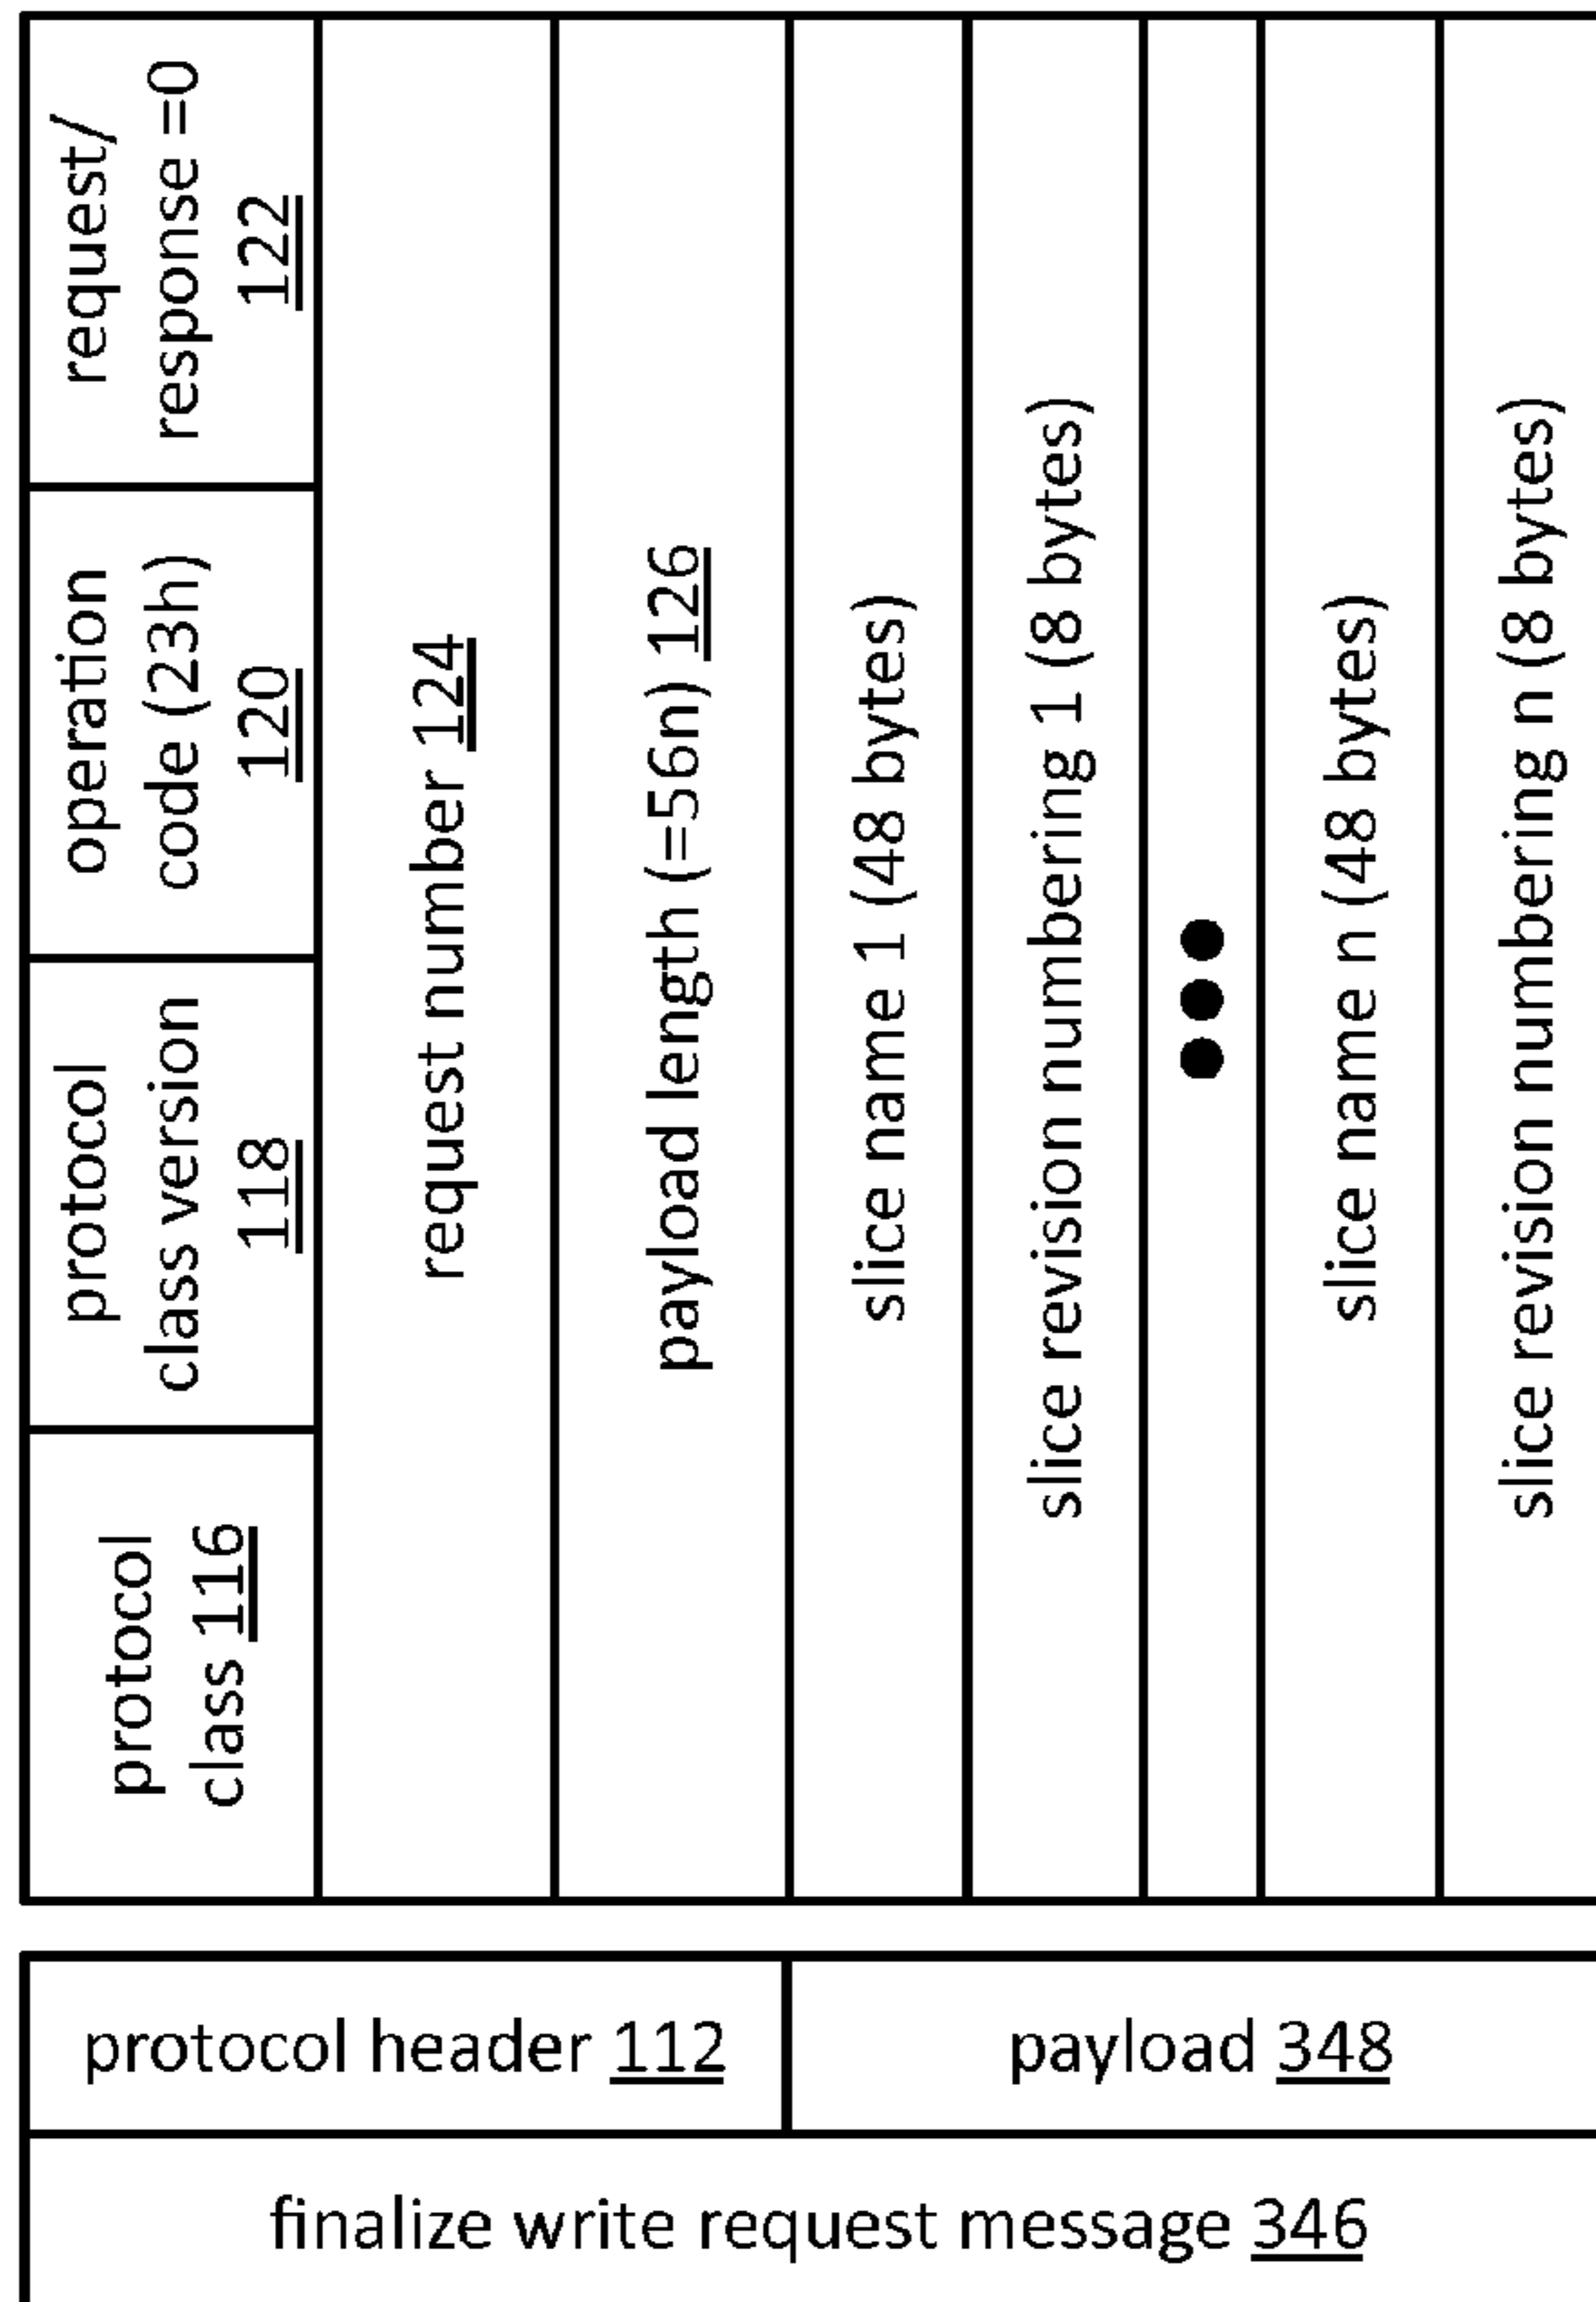 protocol
class 116
protocol
class version
118
operation
code (23h)
120
request/
response =0
122
request number 124
payload length (=56n) 126
slice name 1 (48 bytes)
slice revision numbering 1 (8 bytes)
slice name n (48 bytes)
slice revision numbering n (8 bytes)
protocol header 112
payload 348
finalize write request message 346